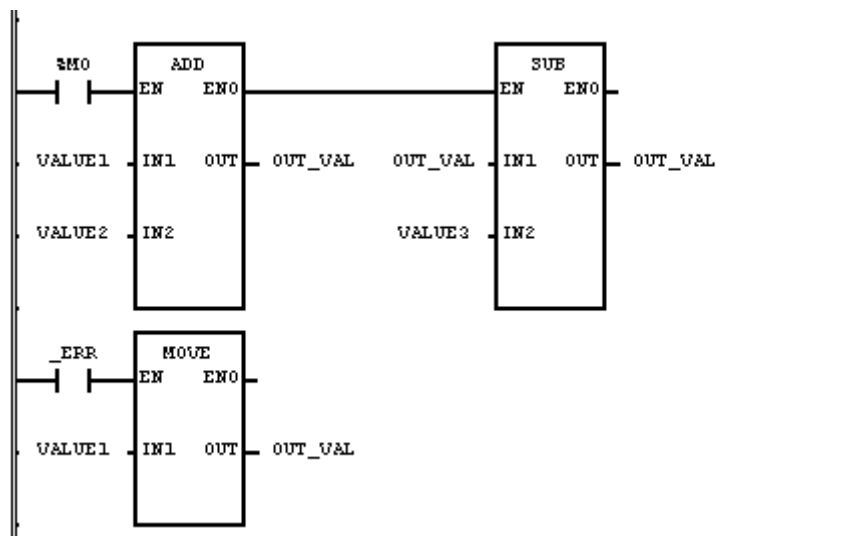 %M0 ADD SUB
EN ENO EN ENO
VALUE1 IN1 OUT OUT_VAL OUT_VAL IN1 OUT OUT_VAL
VALUE2 IN2 VALUE3 IN2
_ERR MOVE
EN ENO
VALUE1 IN1 OUT OUT_VAL